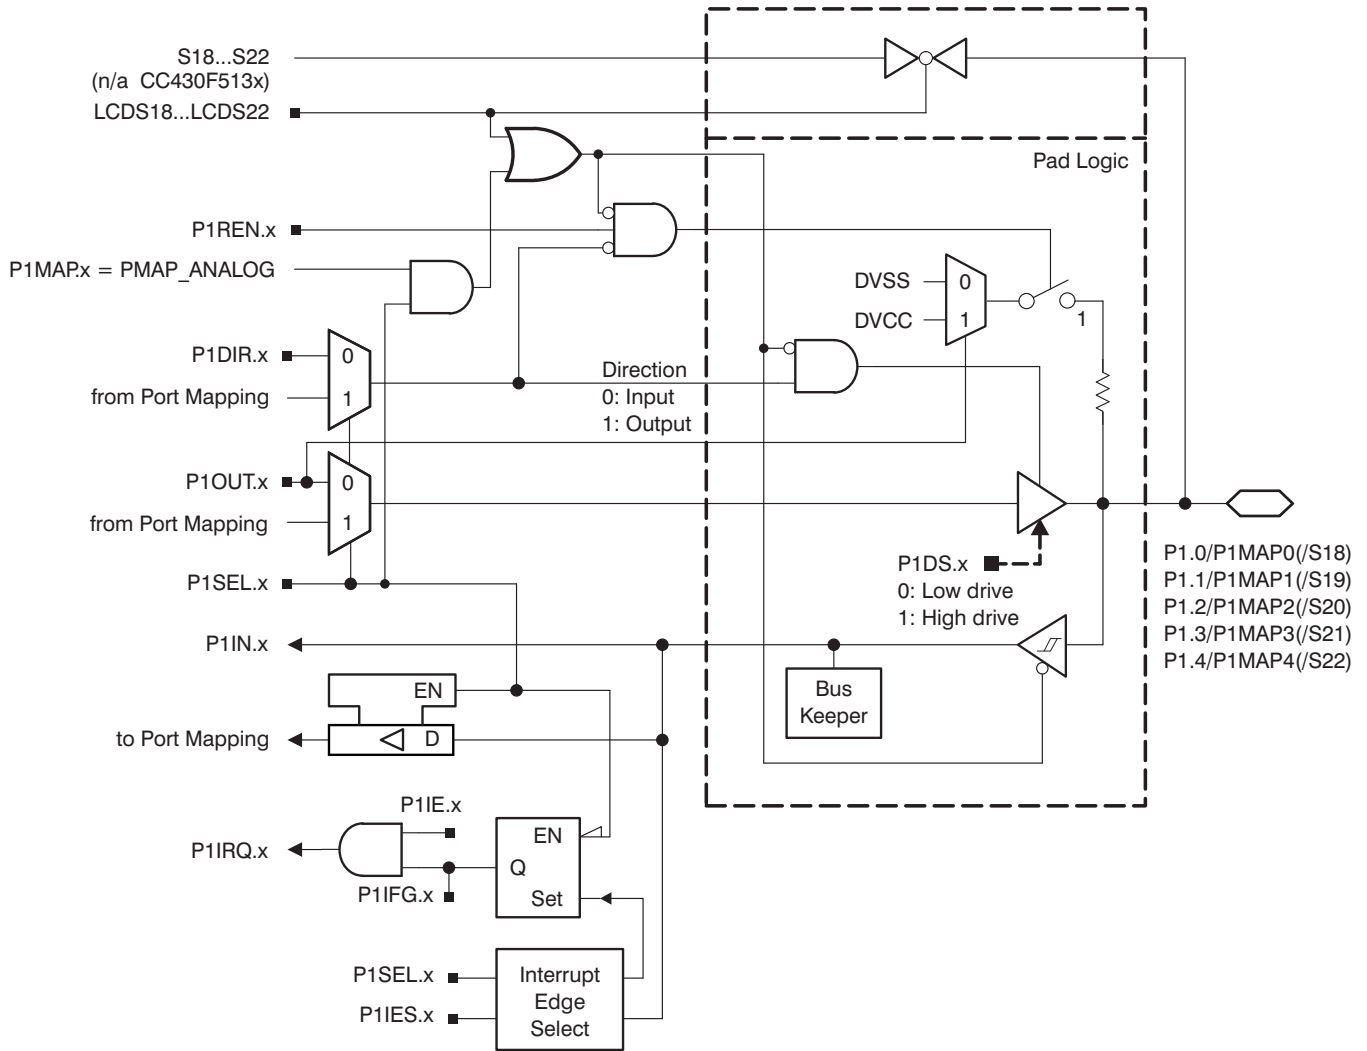 S18...S22
(n/a CC430F513x)
LCDS18...LCDS22
Pad Logic
P1REN.x
P1MAP.x = PMAP_ANALOG
DVSS
0
DVCC
1
1
P1DIR.x
0
from Port Mapping
1
Direction
0: Input
1: Output
P1OUT.x
0
from Port Mapping
1
P1SEL.x
P1DS.x
0: Low drive
1: High drive
P1.0/P1MAP0(/S18)
P1.1/P1MAP1(/S19)
P1.2/P1MAP2(/S20)
P1.3/P1MAP3(/S21)
P1.4/P1MAP4(/S22)
P1IN.x
Bus
Keeper
EN
to Port Mapping
D
P1IE.x
P1IRQ.x
EN
Q
Set
P1IFG.x
P1SEL.x
P1IES.x
Interrupt
Edge
Select